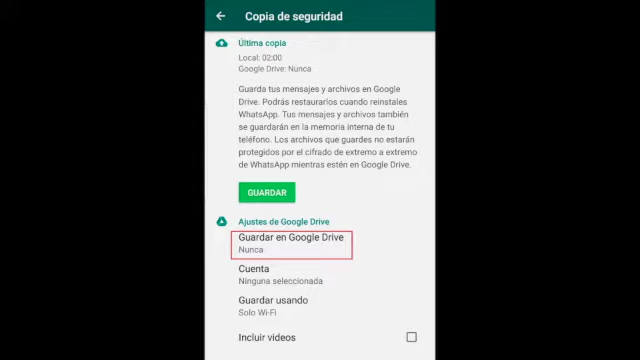 Copia de seguridad
Última copia
Local: 02:00
Google Drive: Nunca
Guarda tus mensajes y archivos en Google
Drive. Podrás restaurarlos cuando reinstales
WhatsApp. Tus mensajes y archivos también
se guardarán en la memoria interna de tu
teléfono. Los archivos que guardes no estarán
protegidos por el cifrado de extremo a extremo
de WhatsApp mientras estén en Google Drive.
GUARDAR
Ajustes de Google Drive
Guardar en Google Drive
Nunca
Cuenta
Ninguna seleccionada
Guardar usando
Solo Wi-Fi
Incluir videos